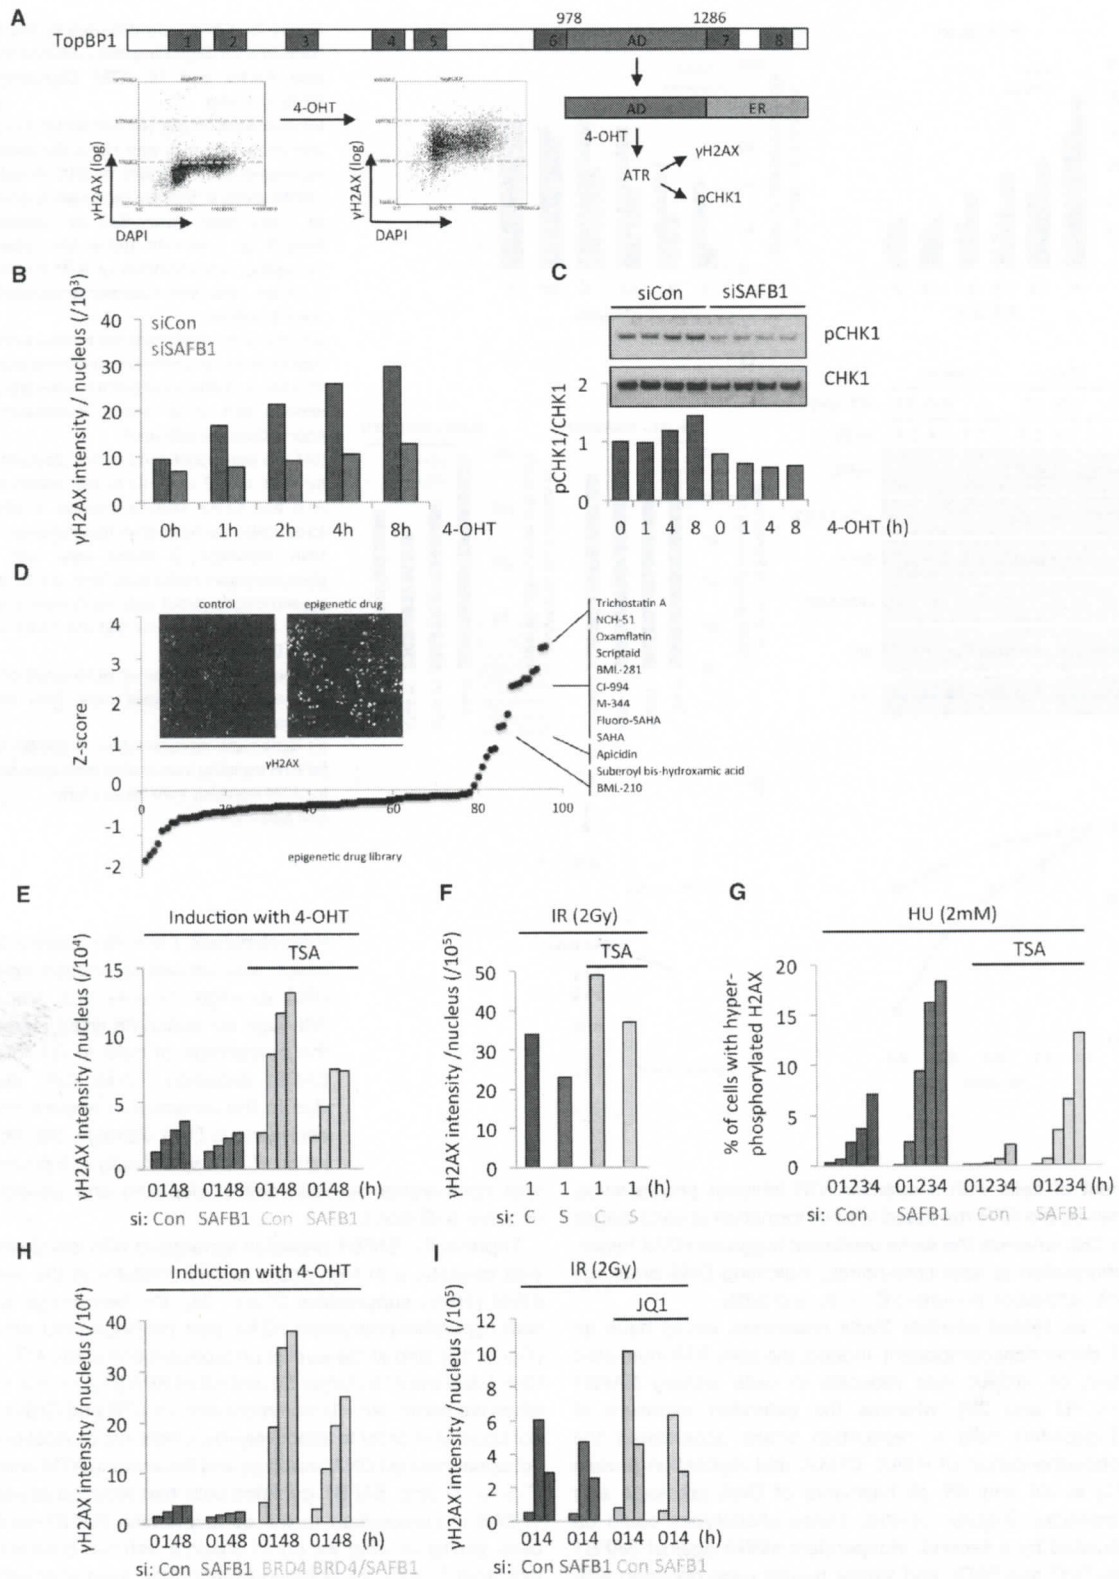 A
978 1286
TopBP1 1 2 3 4 5 6 AD 7 8
4-OHT
AD ER
γH2AX (log)
DAPI
γH2AX (log)
DAPI
4-OHT
ATR
γH2AX
pCHK1
B
γH2AX intensity / nucleus (/10³)
40
30
20
10
0
siCon
siSAFB1
0h 1h 2h 4h 8h 4-OHT
C
siCon siSAFB1
pCHK1
CHK1
pCHK1/CHK1
2
1
0
0 1 4 8 0 1 4 8 4-OHT (h)
D
Z-score
4
3
2
1
0
-1
-2
control epigenetic drug
γH2AX
0 20 40 60 80 100
epigenetic drug library
Trichostatin A
NCH-51
Oxamflatin
Scriptaid
BML-281
CI-994
M-344
Fluoro-SAHA
SAHA
Apicidin
Suberoyl bis-hydroxamic acid
BML-210
E
Induction with 4-OHT
TSA
γH2AX intensity /nucleus (/10⁴)
15
10
5
0
0148 0148 0148 0148 (h)
si: Con SAFB1 Con SAFB1
F
IR (2Gy)
TSA
γH2AX intensity /nucleus (/10⁵)
50
40
30
20
10
0
1 1 1 1 (h)
si: C S C S
G
HU (2mM)
TSA
% of cells with hyper-
phosphorylated H2AX
20
15
10
5
0
01234 01234 01234 01234 (h)
si: Con SAFB1 Con SAFB1
H
Induction with 4-OHT
γH2AX intensity /nucleus (/10⁴)
40
30
20
10
0
0148 0148 0148 0148 (h)
si: Con SAFB1 BRD4 BRD4/SAFB1
I
IR (2Gy)
JQ1
γH2AX intensity /nucleus (/10⁵)
12
10
8
6
4
2
0
014 014 014 014 (h)
si: Con SAFB1 Con SAFB1